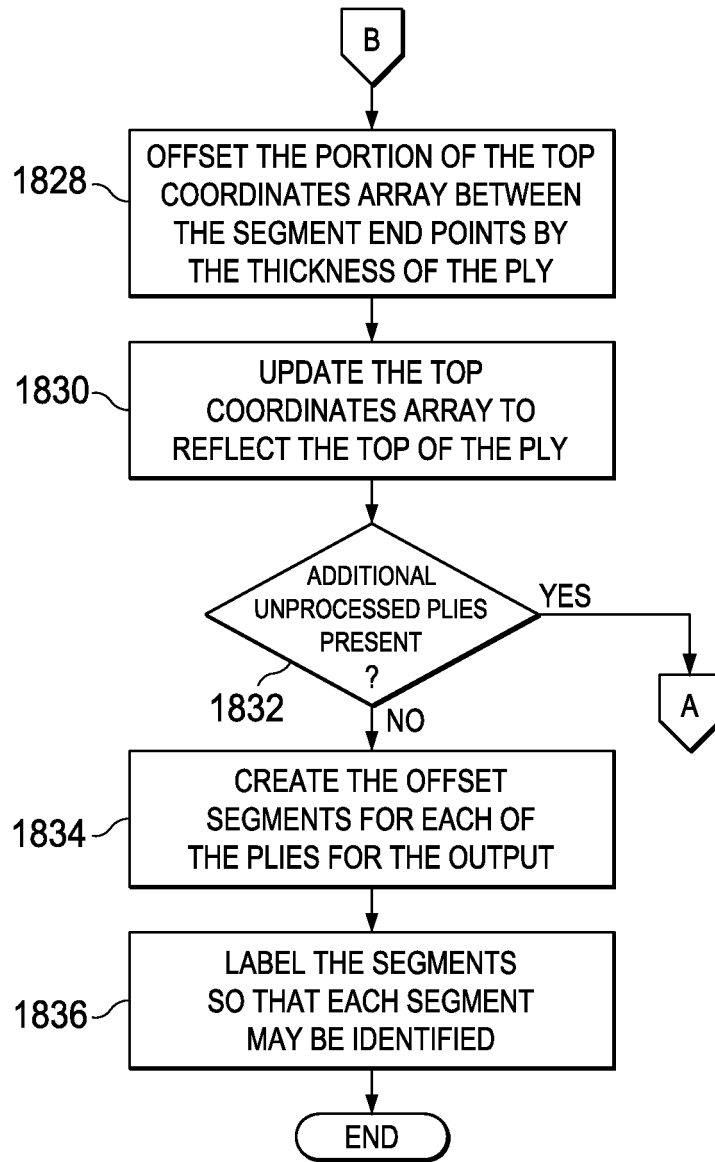 B
1828
OFFSET THE PORTION OF THE TOP
COORDINATES ARRAY BETWEEN
THE SEGMENT END POINTS BY
THE THICKNESS OF THE PLY
1830
UPDATE THE TOP
COORDINATES ARRAY TO
REFLECT THE TOP OF THE PLY
ADDITIONAL
UNPROCESSED PLIES
PRESENT
?
1832
YES
A
NO
1834
CREATE THE OFFSET
SEGMENTS FOR EACH OF
THE PLIES FOR THE OUTPUT
1836
LABEL THE SEGMENTS
SO THAT EACH SEGMENT
MAY BE IDENTIFIED
END